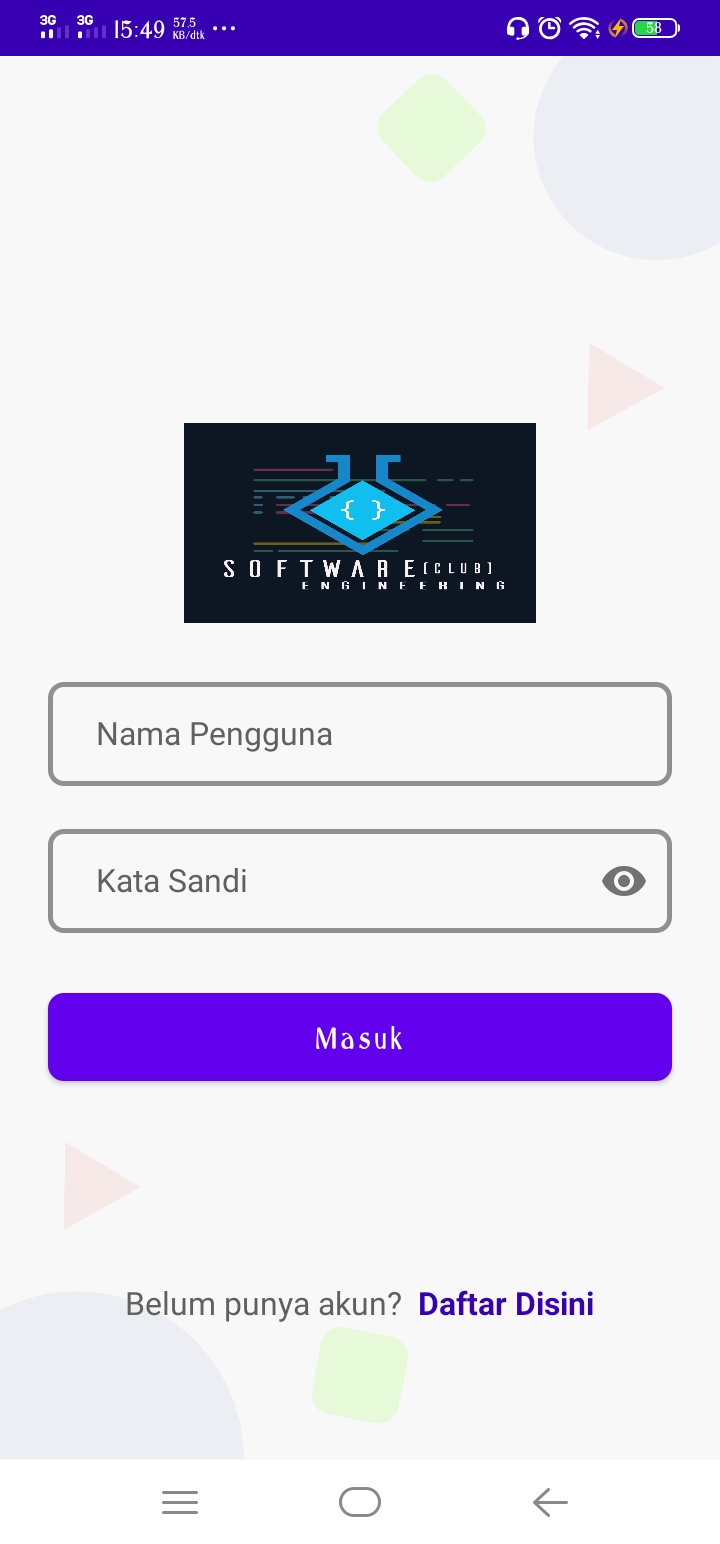 3G 3G 15:49 57.5 KB/dtk ... 58
{ }
SOFTWARE[CLUB]
ENGINEERING
Nama Pengguna
Kata Sandi
Masuk
Belum punya akun? Daftar Disini